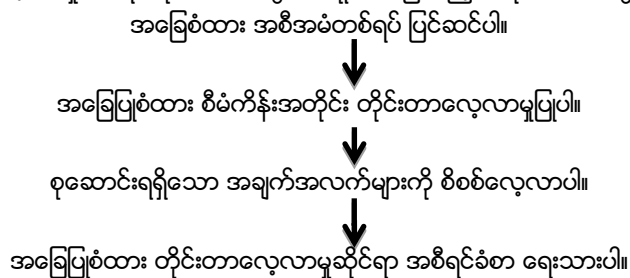 အခြေစံထား အစီအမံတစ်ရပ် ပြင်ဆင်ပါ။
အခြေပြုစံထား စီမံကိန်းအတိုင်း တိုင်းတာလေ့လာမှုပြုပါ။
စုဆောင်းရရှိသော အချက်အလက်များကို စိစစ်လေ့လာပါ။
အခြေပြုစံထား တိုင်းတာလေ့လာမှုဆိုင်ရာ အစီရင်ခံစာ ရေးသားပါ။